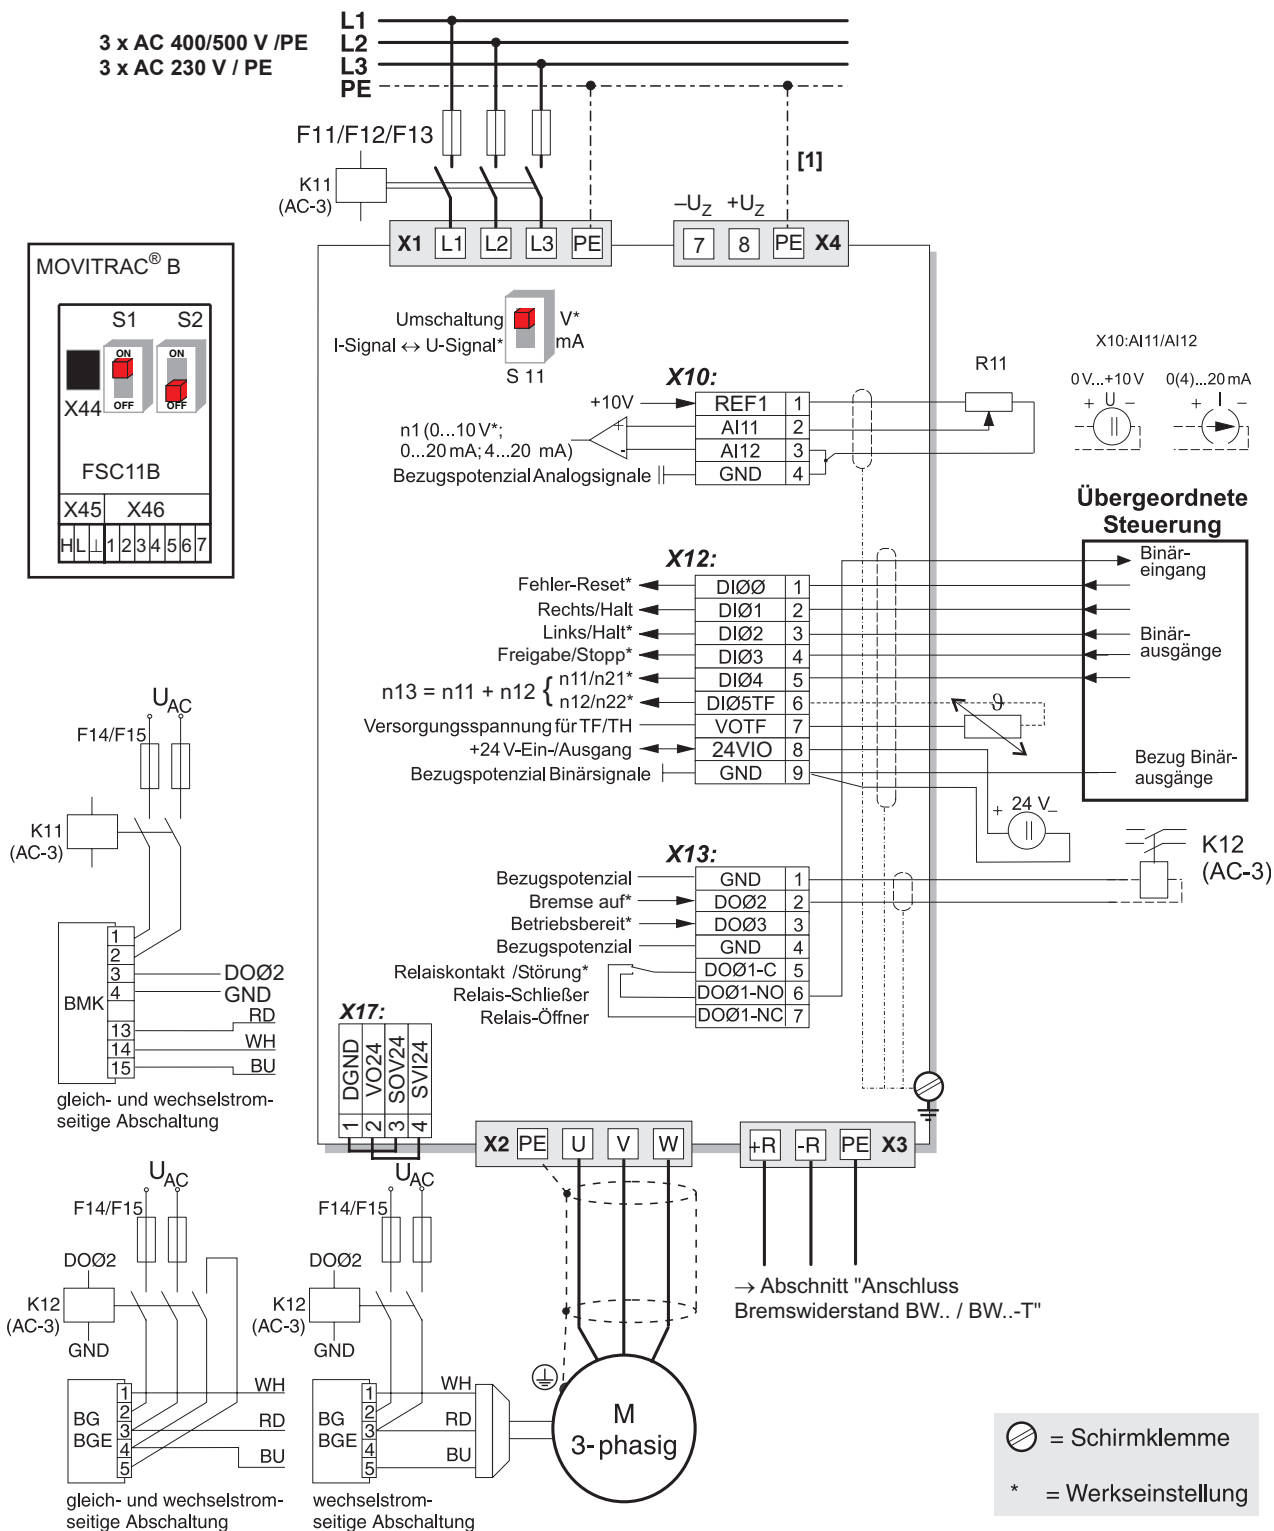 3 x AC 400/500 V /PE
3 x AC 230 V / PE
L1
L2
L3
PE
F11/F12/F13
K11
(AC-3)
[1]
–UZ +UZ
X1 L1 L2 L3 PE
7 8 PE X4
MOVITRAC® B
S1 S2
ON ON
OFF OFF
X44
FSC11B
X45 X46
H L ⊥ 1 2 3 4 5 6 7
Umschaltung
I-Signal ↔ U-Signal*
V*
mA
S 11
X10:
+10V REF1 1
n1 (0...10 V*;
0...20 mA; 4...20 mA)
+
-
AI11 2
AI12 3
Bezugspotenzial Analogsignale GND 4
R11
X10:AI11/AI12
0V...+10V 0(4)...20 mA
+ U – + I –
Übergeordnete
Steuerung
Binär-
eingang
Binär-
ausgänge
Bezug Binär-
ausgänge
X12:
Fehler-Reset* DIØØ 1
Rechts/Halt DIØ1 2
Links/Halt* DIØ2 3
Freigabe/Stopp* DIØ3 4
n13 = n11 + n12 {
n11/n21* DIØ4 5
n12/n22* DIØ5TF 6
Versorgungsspannung für TF/TH VOTF 7
+24 V-Ein-/Ausgang 24VIO 8
Bezugspotenzial Binärsignale GND 9
ϑ
+ 24 V –
K12
(AC-3)
X13:
Bezugspotenzial GND 1
Bremse auf* DOØ2 2
Betriebsbereit* DOØ3 3
Bezugspotenzial GND 4
Relaiskontakt /Störung* DOØ1-C 5
Relais-Schließer DOØ1-NO 6
Relais-Öffner DOØ1-NC 7
UAC
F14/F15
K11
(AC-3)
BMK
1
2
3 DOØ2
4 GND
13 RD
14 WH
15 BU
gleich- und wechselstrom-
seitige Abschaltung
X17:
DGND
VO24
SOV24
SVI24
1 2 3 4
X2 PE U V W
+R -R PE X3
→ Abschnitt "Anschluss
Bremswiderstand BW.. / BW..-T"
UAC
F14/F15
DOØ2
K12
(AC-3)
GND
BG
BGE
1
2
3
4
5
WH
RD
BU
gleich- und wechselstrom-
seitige Abschaltung
UAC
F14/F15
DOØ2
K12
(AC-3)
GND
BG
BGE
1
2
3
4
5
WH
RD
BU
wechselstrom-
seitige Abschaltung
M
3-phasig
= Schirmklemme
* = Werkseinstellung